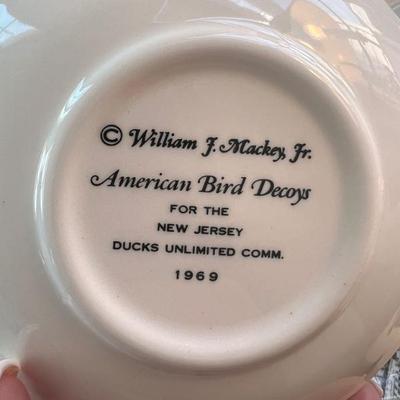 © William J. Mackey, Jr.
American Bird Decoys
FOR THE
NEW JERSEY
DUCKS UNLIMITED COMM.
1969